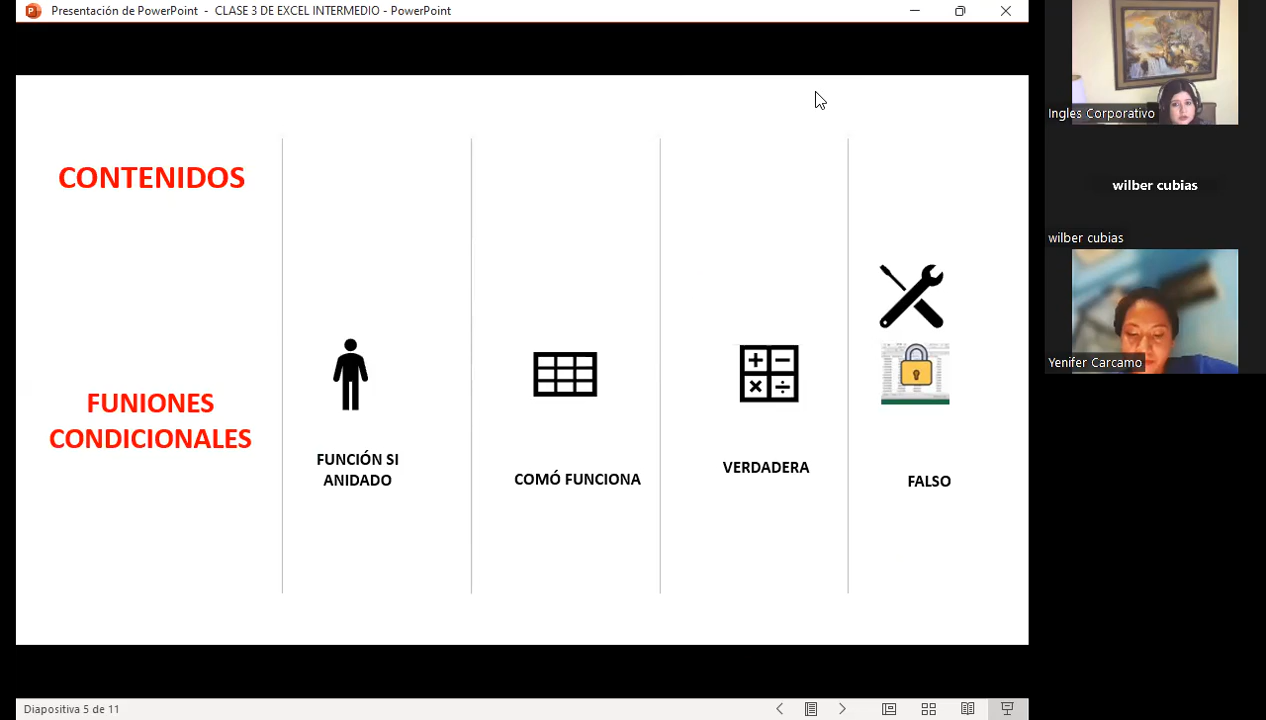 Presentación de PowerPoint - CLASE 3 DE EXCEL INTERMEDIO - PowerPoint
CONTENIDOS
FUNIONES
CONDICIONALES
FUNCIÓN SI
ANIDADO
COMÓ FUNCIONA
VERDADERA
FALSO
Ingles Corporativo
wilber cubias
wilber cubias
Yenifer Carcamo
Diapositiva 5 de 11